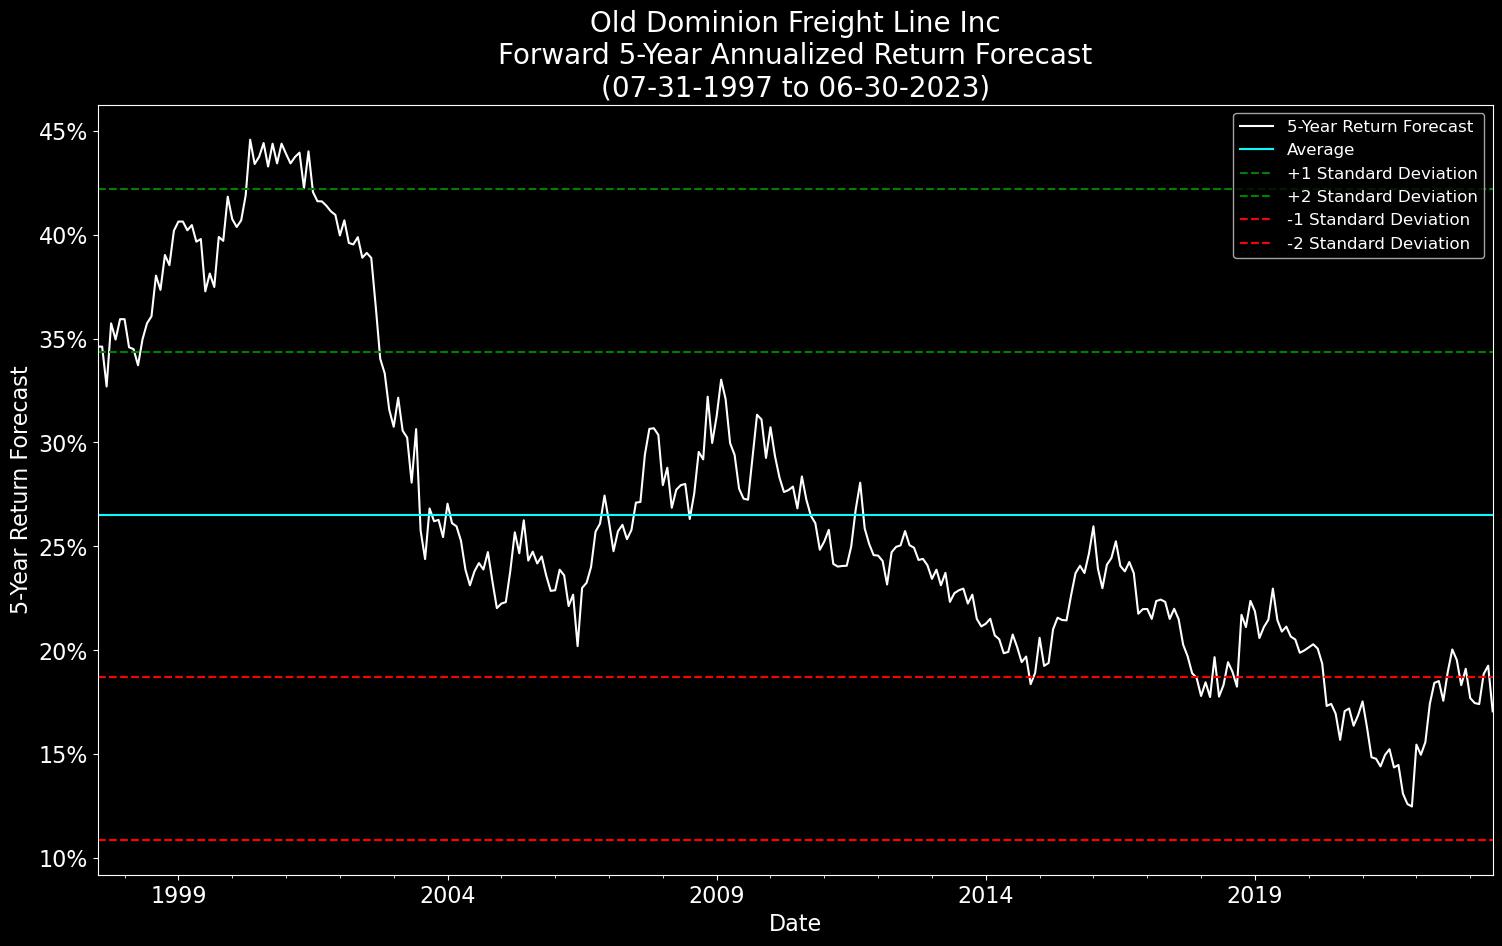 Old Dominion Freight Line Inc
Forward 5-Year Annualized Return Forecast
(07-31-1997 to 06-30-2023)
5-Year Return Forecast
Average
+1 Standard Deviation
+2 Standard Deviation
-1 Standard Deviation
-2 Standard Deviation
5-Year Return Forecast
45%
40%
35%
30%
25%
20%
15%
10%
1999
2004
2009
2014
2019
Date